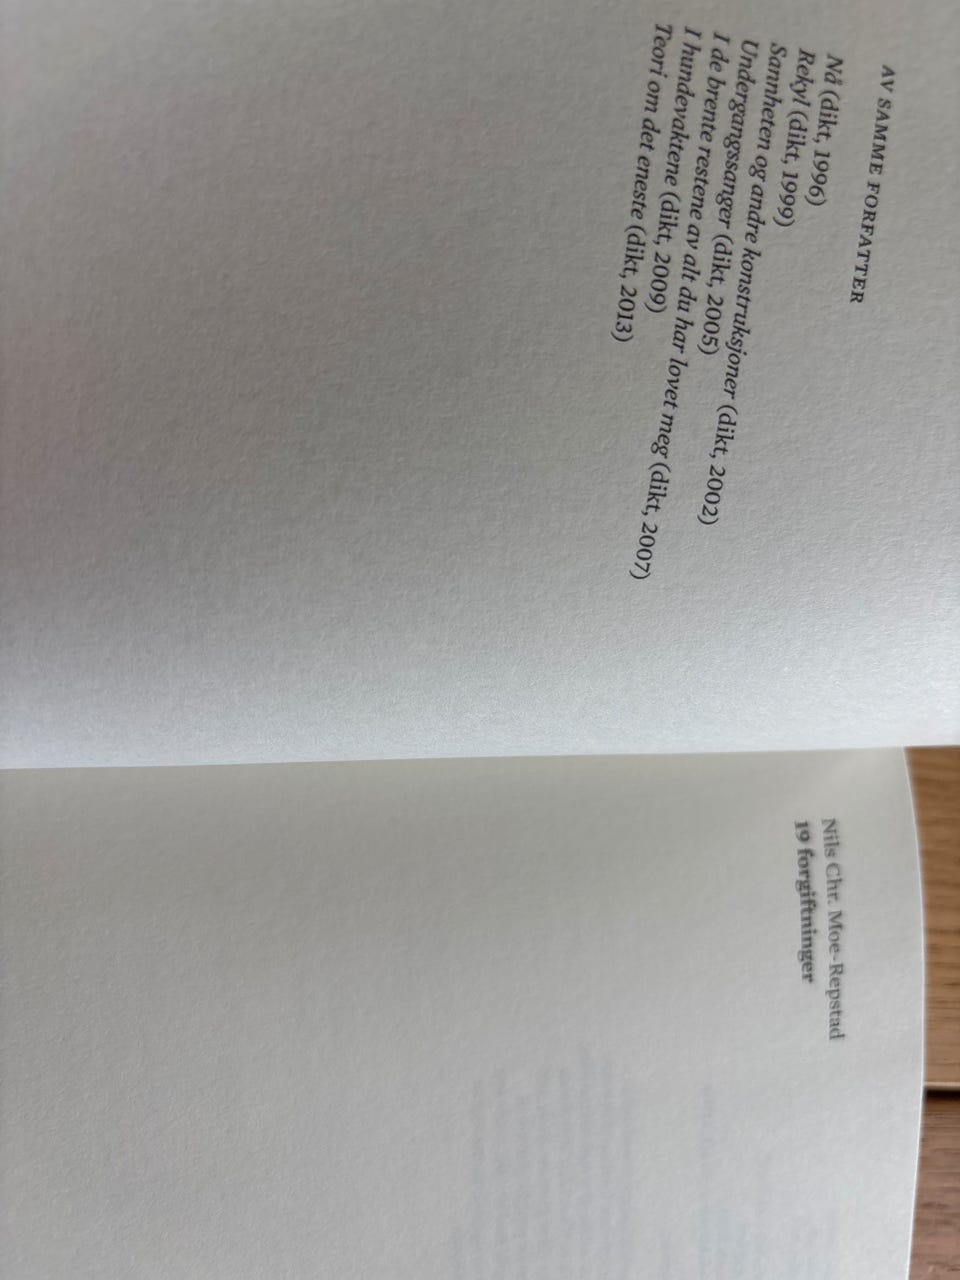 AV SAMME FORFATTER
Nå (dikt, 1996)
Rekyl (dikt, 1999)
Sannheten og andre konstruksjoner (dikt, 2002)
Undergangssanger (dikt, 2005)
I de brente restene av alt du har lovet meg (dikt, 2007)
I hundevaktene (dikt, 2009)
Teori om det eneste (dikt, 2013)
Nils Chr. Moe-Repstad
19 forgiftninger